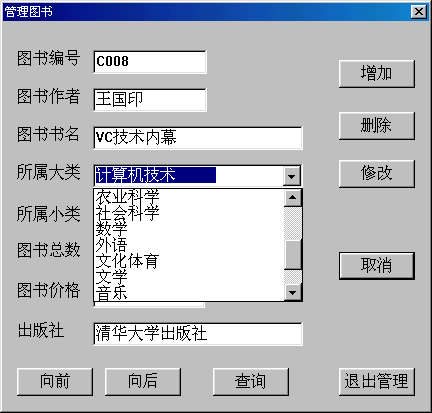 管理图书
图书编号 C008
增加
图书作者 王国印
删除
图书书名 VC技术内幕
所属大类 计算机技术
修改
农业科学
社会科学
所属小类
数学
外语
图书总数
文化体育
取消
文学
图书价格
音乐
出版社 清华大学出版社
向前 向后 查询 退出管理